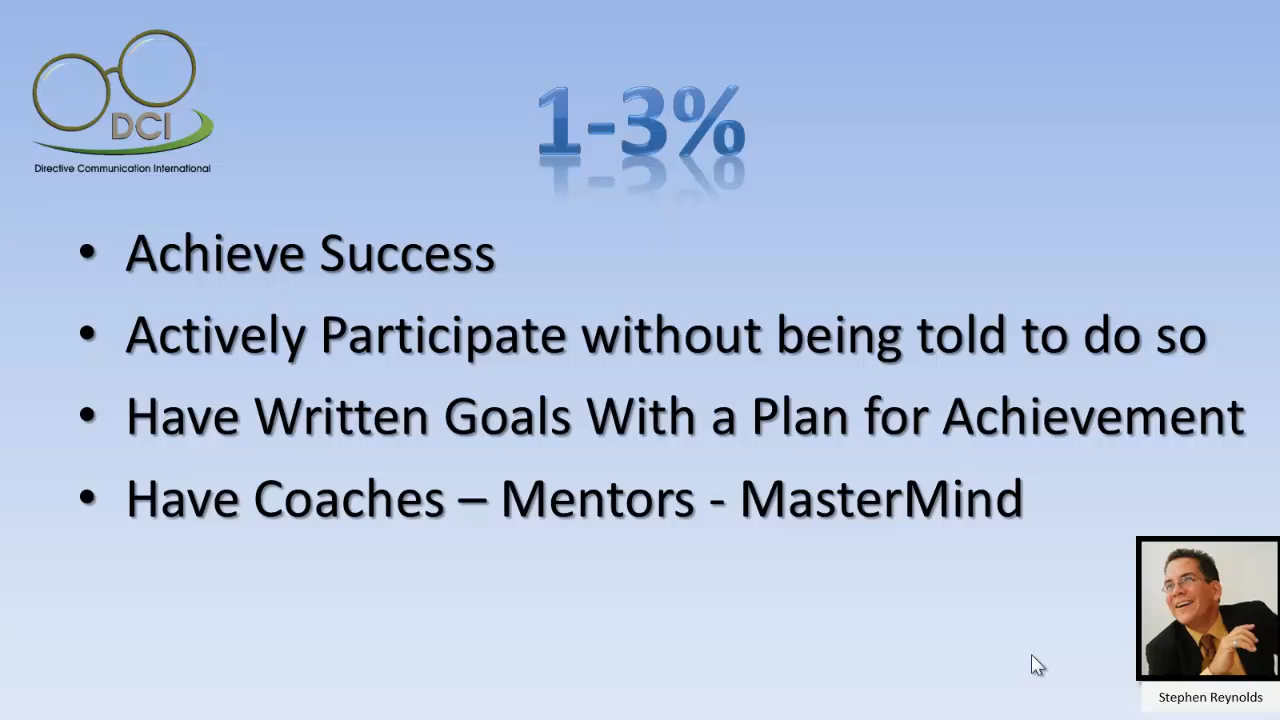 DCI
Directive Communication International
1-3%
• Achieve Success
• Actively Participate without being told to do so
• Have Written Goals With a Plan for Achievement
• Have Coaches – Mentors - MasterMind
Stephen Reynolds